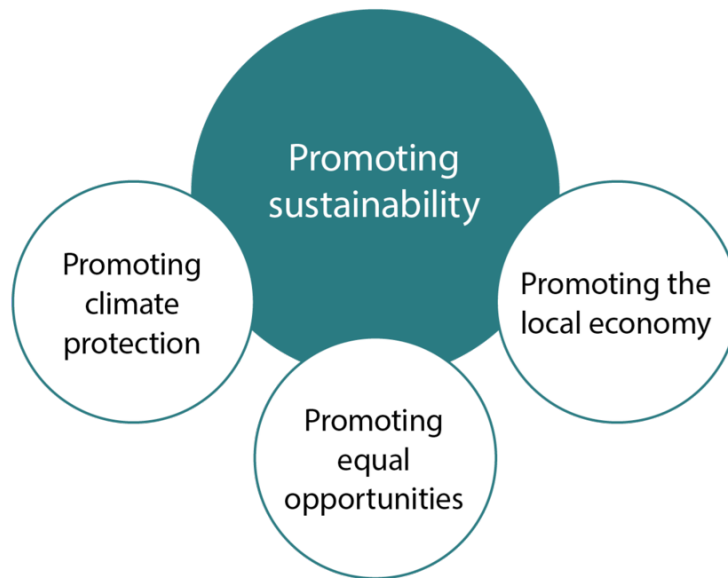 Promoting
sustainability
Promoting
climate
protection
Promoting
equal
opportunities
Promoting the
local economy